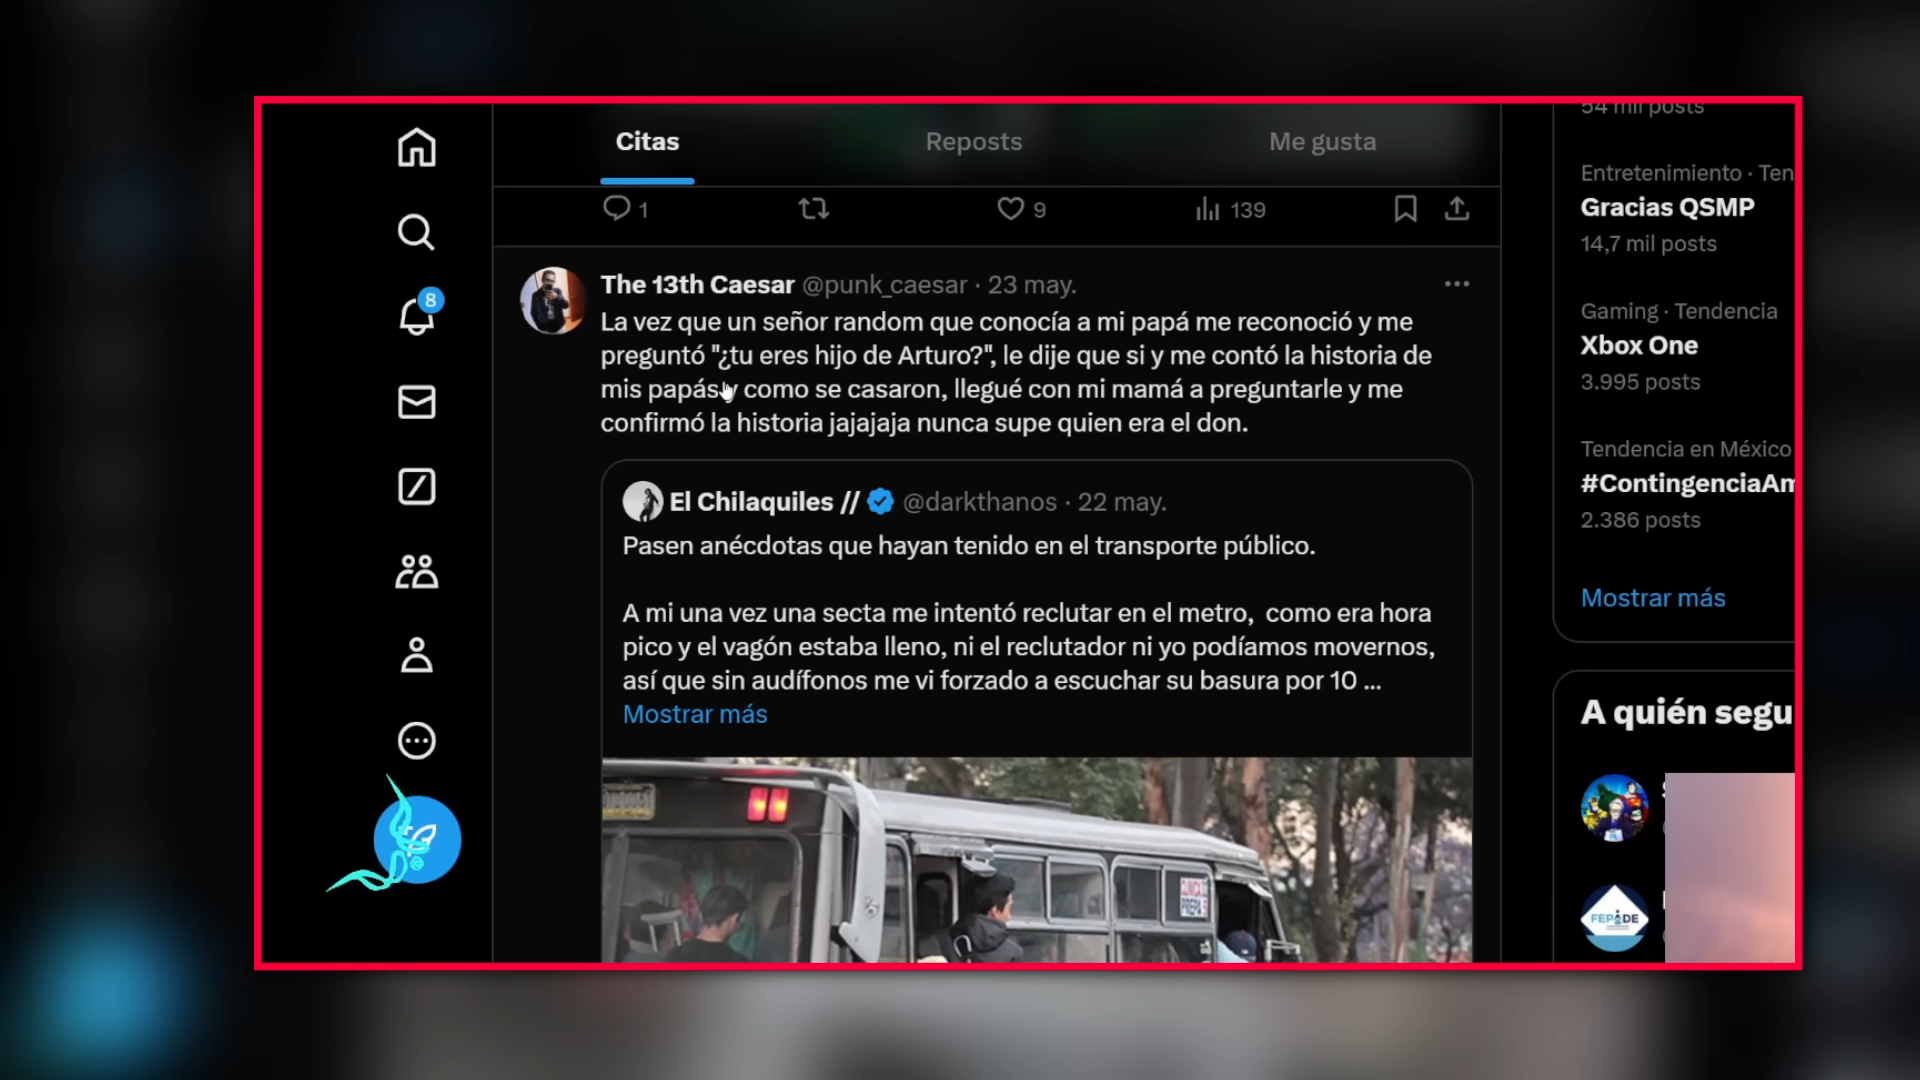 Citas
Reposts
Me gusta
1
9
139
The 13th Caesar @punk_caesar · 23 may.
La vez que un señor random que conocía a mi papá me reconoció y me
preguntó "¿tu eres hijo de Arturo?", le dije que si y me contó la historia de
mis papás y como se casaron, llegué con mi mamá a preguntarle y me
confirmó la historia jajajaja nunca supe quien era el don.
El Chilaquiles // @darkthanos · 22 may.
Pasen anécdotas que hayan tenido en el transporte público.
A mi una vez una secta me intentó reclutar en el metro, como era hora
pico y el vagón estaba lleno, ni el reclutador ni yo podíamos movernos,
así que sin audífonos me vi forzado a escuchar su basura por 10 ...
Mostrar más
8
54 mil posts
Entretenimiento · Ten
Gracias QSMP
14,7 mil posts
Gaming · Tendencia
Xbox One
3.995 posts
Tendencia en México
#ContingenciaAm
2.386 posts
Mostrar más
A quién segu
FEPADE